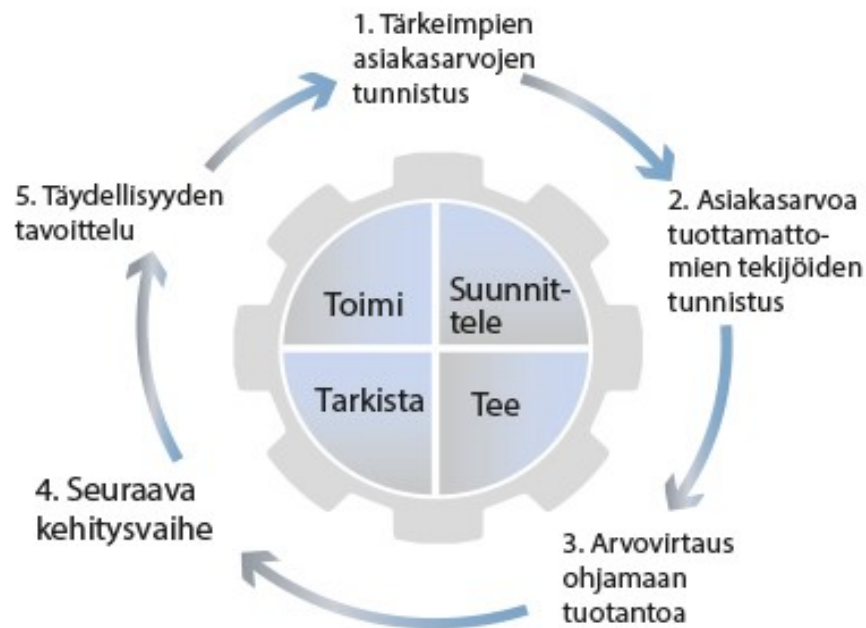 1. Tärkeimpien
asiakasarvojen
tunnistus
2. Asiakasarvoa
tuottamatto-
mien tekijöiden
tunnistus
3. Arvovirtaus
ohjamaan
tuotantoa
4. Seuraava
kehitysvaihe
5. Täydellisyyden
tavoittelu
Toimi
Suunnit-
tele
Tarkista
Tee